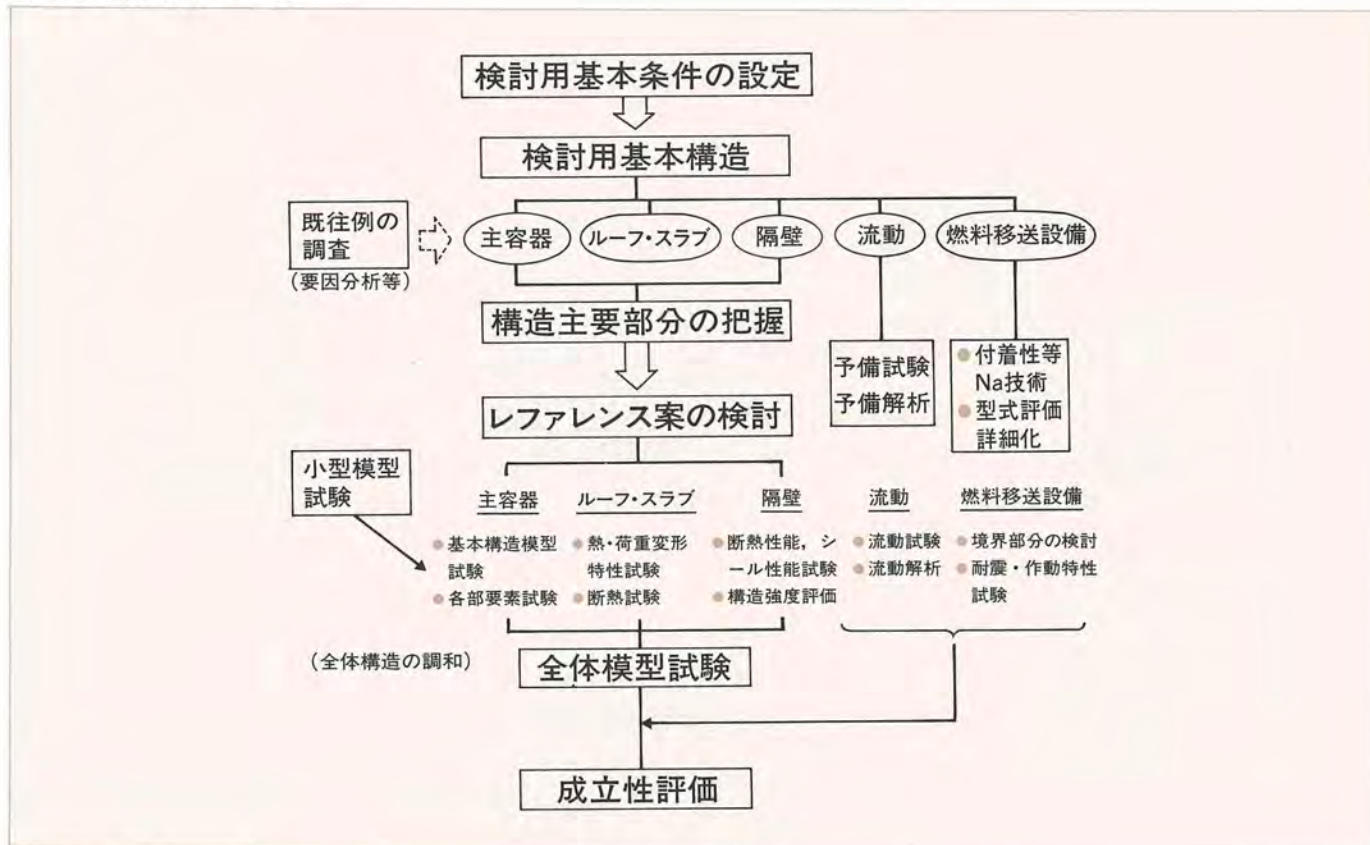 検討用基本条件の設定
検討用基本構造
既往例の
調査
(要因分析等)
主容器
ルーフ・スラブ
隔壁
流動
燃料移送設備
構造主要部分の把握
予備試験
予備解析
●付着性等
Na技術
●型式評価
詳細化
レファレンス案の検討
小型模型
試験
主容器
●基本構造模型
試験
●各部要素試験
ルーフ・スラブ
●熱・荷重変形
特性試験
●断熱試験
隔壁
●断熱性能,シ
ール性能試験
●構造強度評価
流動
●流動試験
●流動解析
燃料移送設備
●境界部分の検討
●耐震・作動特性
試験
(全体構造の調和)
全体模型試験
成立性評価